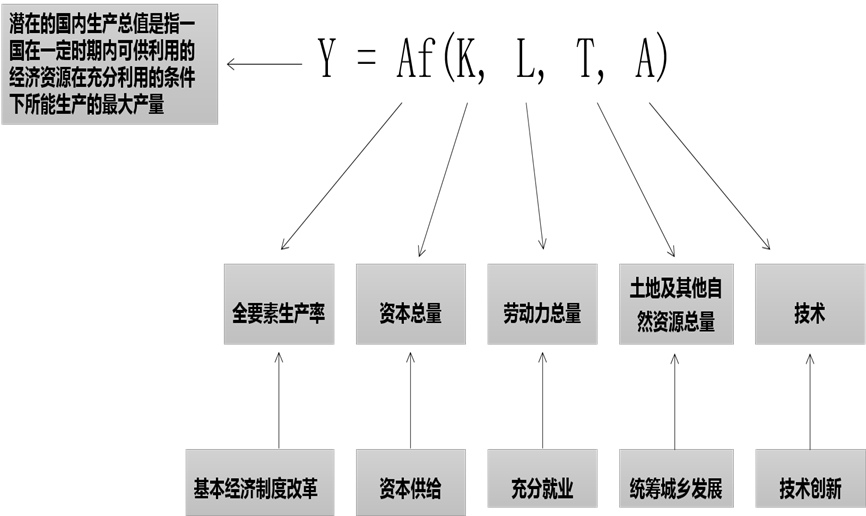 潜在的国内生产总值是指一
国在一定时期内可供利用的
经济资源在充分利用的条件
下所能生产的最大产量
Y = Af(K, L, T, A)
全要素生产率
资本总量
劳动力总量
土地及其他自
然资源总量
技术
基本经济制度改革
资本供给
充分就业
统筹城乡发展
技术创新